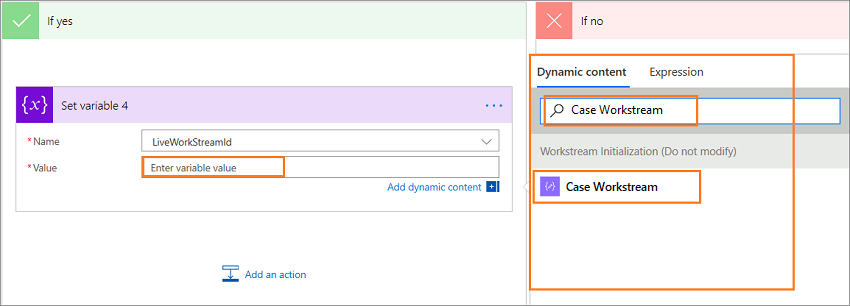 If yes
If no
Set variable 4
...
* Name
LiveWorkStreamId
* Value
Enter variable value
Add dynamic content
Add an action
Dynamic content
Expression
Case Workstream
Workstream Initialization (Do not modify)
{x}
Case Workstream